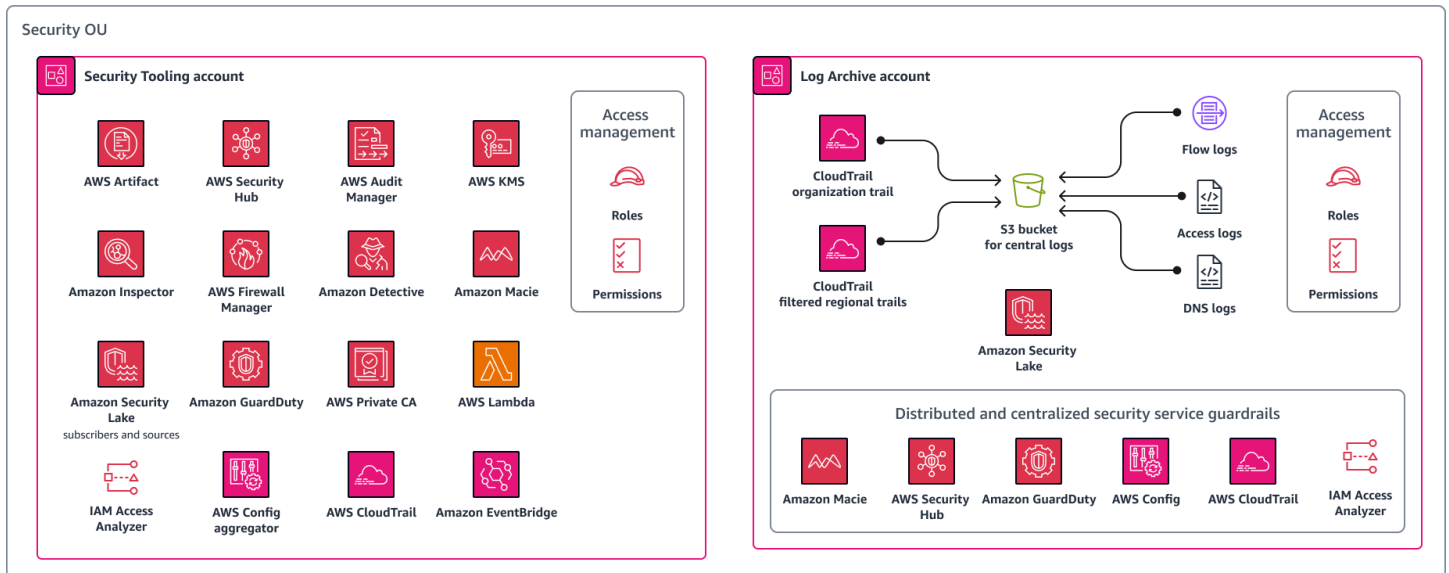 Security OU
Security Tooling account
AWS Artifact
AWS Security
Hub
AWS Audit
Manager
AWS KMS
Amazon Inspector
AWS Firewall
Manager
Amazon Detective
Amazon Macie
Amazon Security
Lake
subscribers and sources
Amazon GuardDuty
AWS Private CA
AWS Lambda
IAM Access
Analyzer
AWS Config
aggregator
AWS CloudTrail
Amazon EventBridge
Access
management
Roles
Permissions
Log Archive account
CloudTrail
organization trail
CloudTrail
filtered regional trails
S3 bucket
for central logs
Flow logs
Access logs
DNS logs
Amazon Security
Lake
Access
management
Roles
Permissions
Distributed and centralized security service guardrails
Amazon Macie
AWS Security
Hub
Amazon GuardDuty
AWS Config
AWS CloudTrail
IAM Access
Analyzer